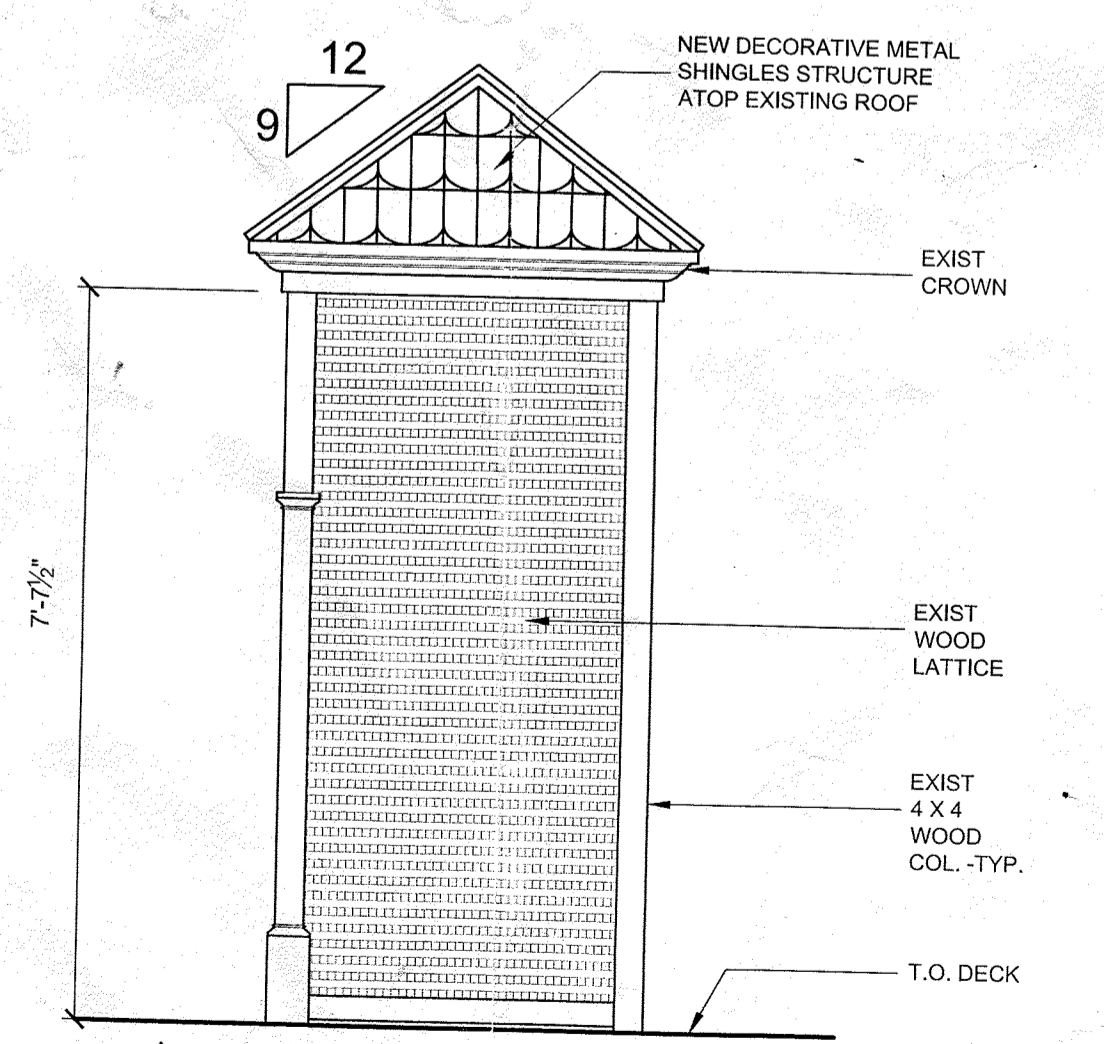 12
9
NEW DECORATIVE METAL
SHINGLES STRUCTURE
ATOP EXISTING ROOF
EXIST
CROWN
7'-7½"
EXIST
WOOD
LATTICE
EXIST
4 X 4
WOOD
COL. -TYP.
T.O. DECK